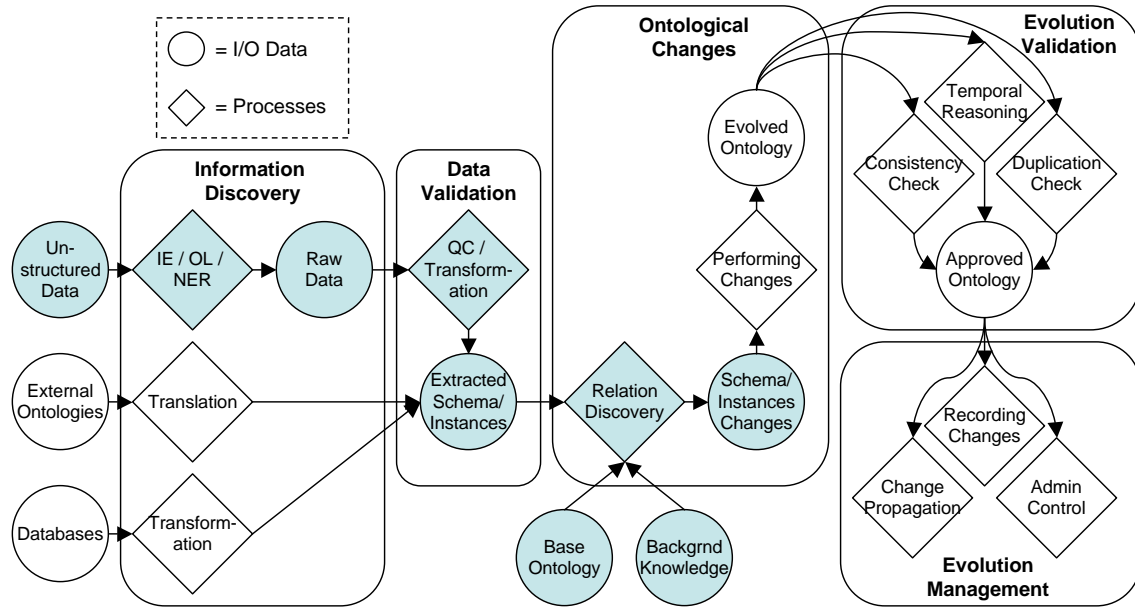 = I/O Data
= Processes
Information
Discovery
Un-
structured
Data
IE / OL /
NER
Raw
Data
External
Ontologies
Translation
Databases
Transform-
ation
Data
Validation
QC /
Transform-
ation
Extracted
Schema/
Instances
Ontological
Changes
Evolved
Ontology
Performing
Changes
Relation
Discovery
Schema/
Instances
Changes
Base
Ontology
Backgrnd
Knowledge
Evolution
Validation
Temporal
Reasoning
Consistency
Check
Duplication
Check
Approved
Ontology
Recording
Changes
Change
Propagation
Admin
Control
Evolution
Management